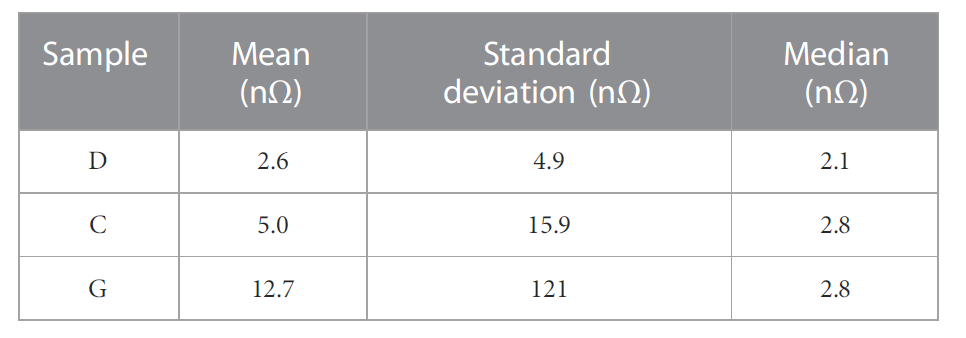 Sample Mean (nΩ) Standard deviation (nΩ) Median (nΩ)
D 2.6 4.9 2.1
C 5.0 15.9 2.8
G 12.7 121 2.8